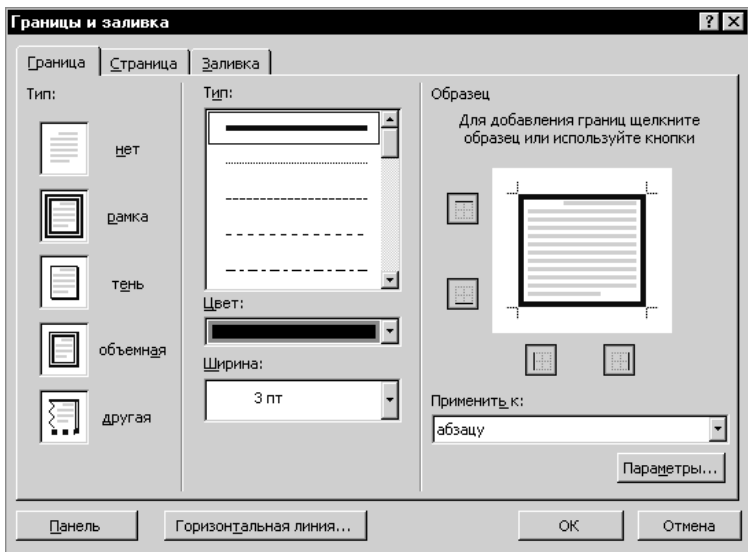 Границы и заливка
Граница
Страница
Заливка
Тип:
нет
рамка
тень
объемная
другая
Тип:
Цвет:
Ширина:
3 пт
Образец
Для добавления границ щелкните
образец или используйте кнопки
Применить к:
абзацу
Параметры...
Панель
Горизонтальная линия...
ОК
Отмена